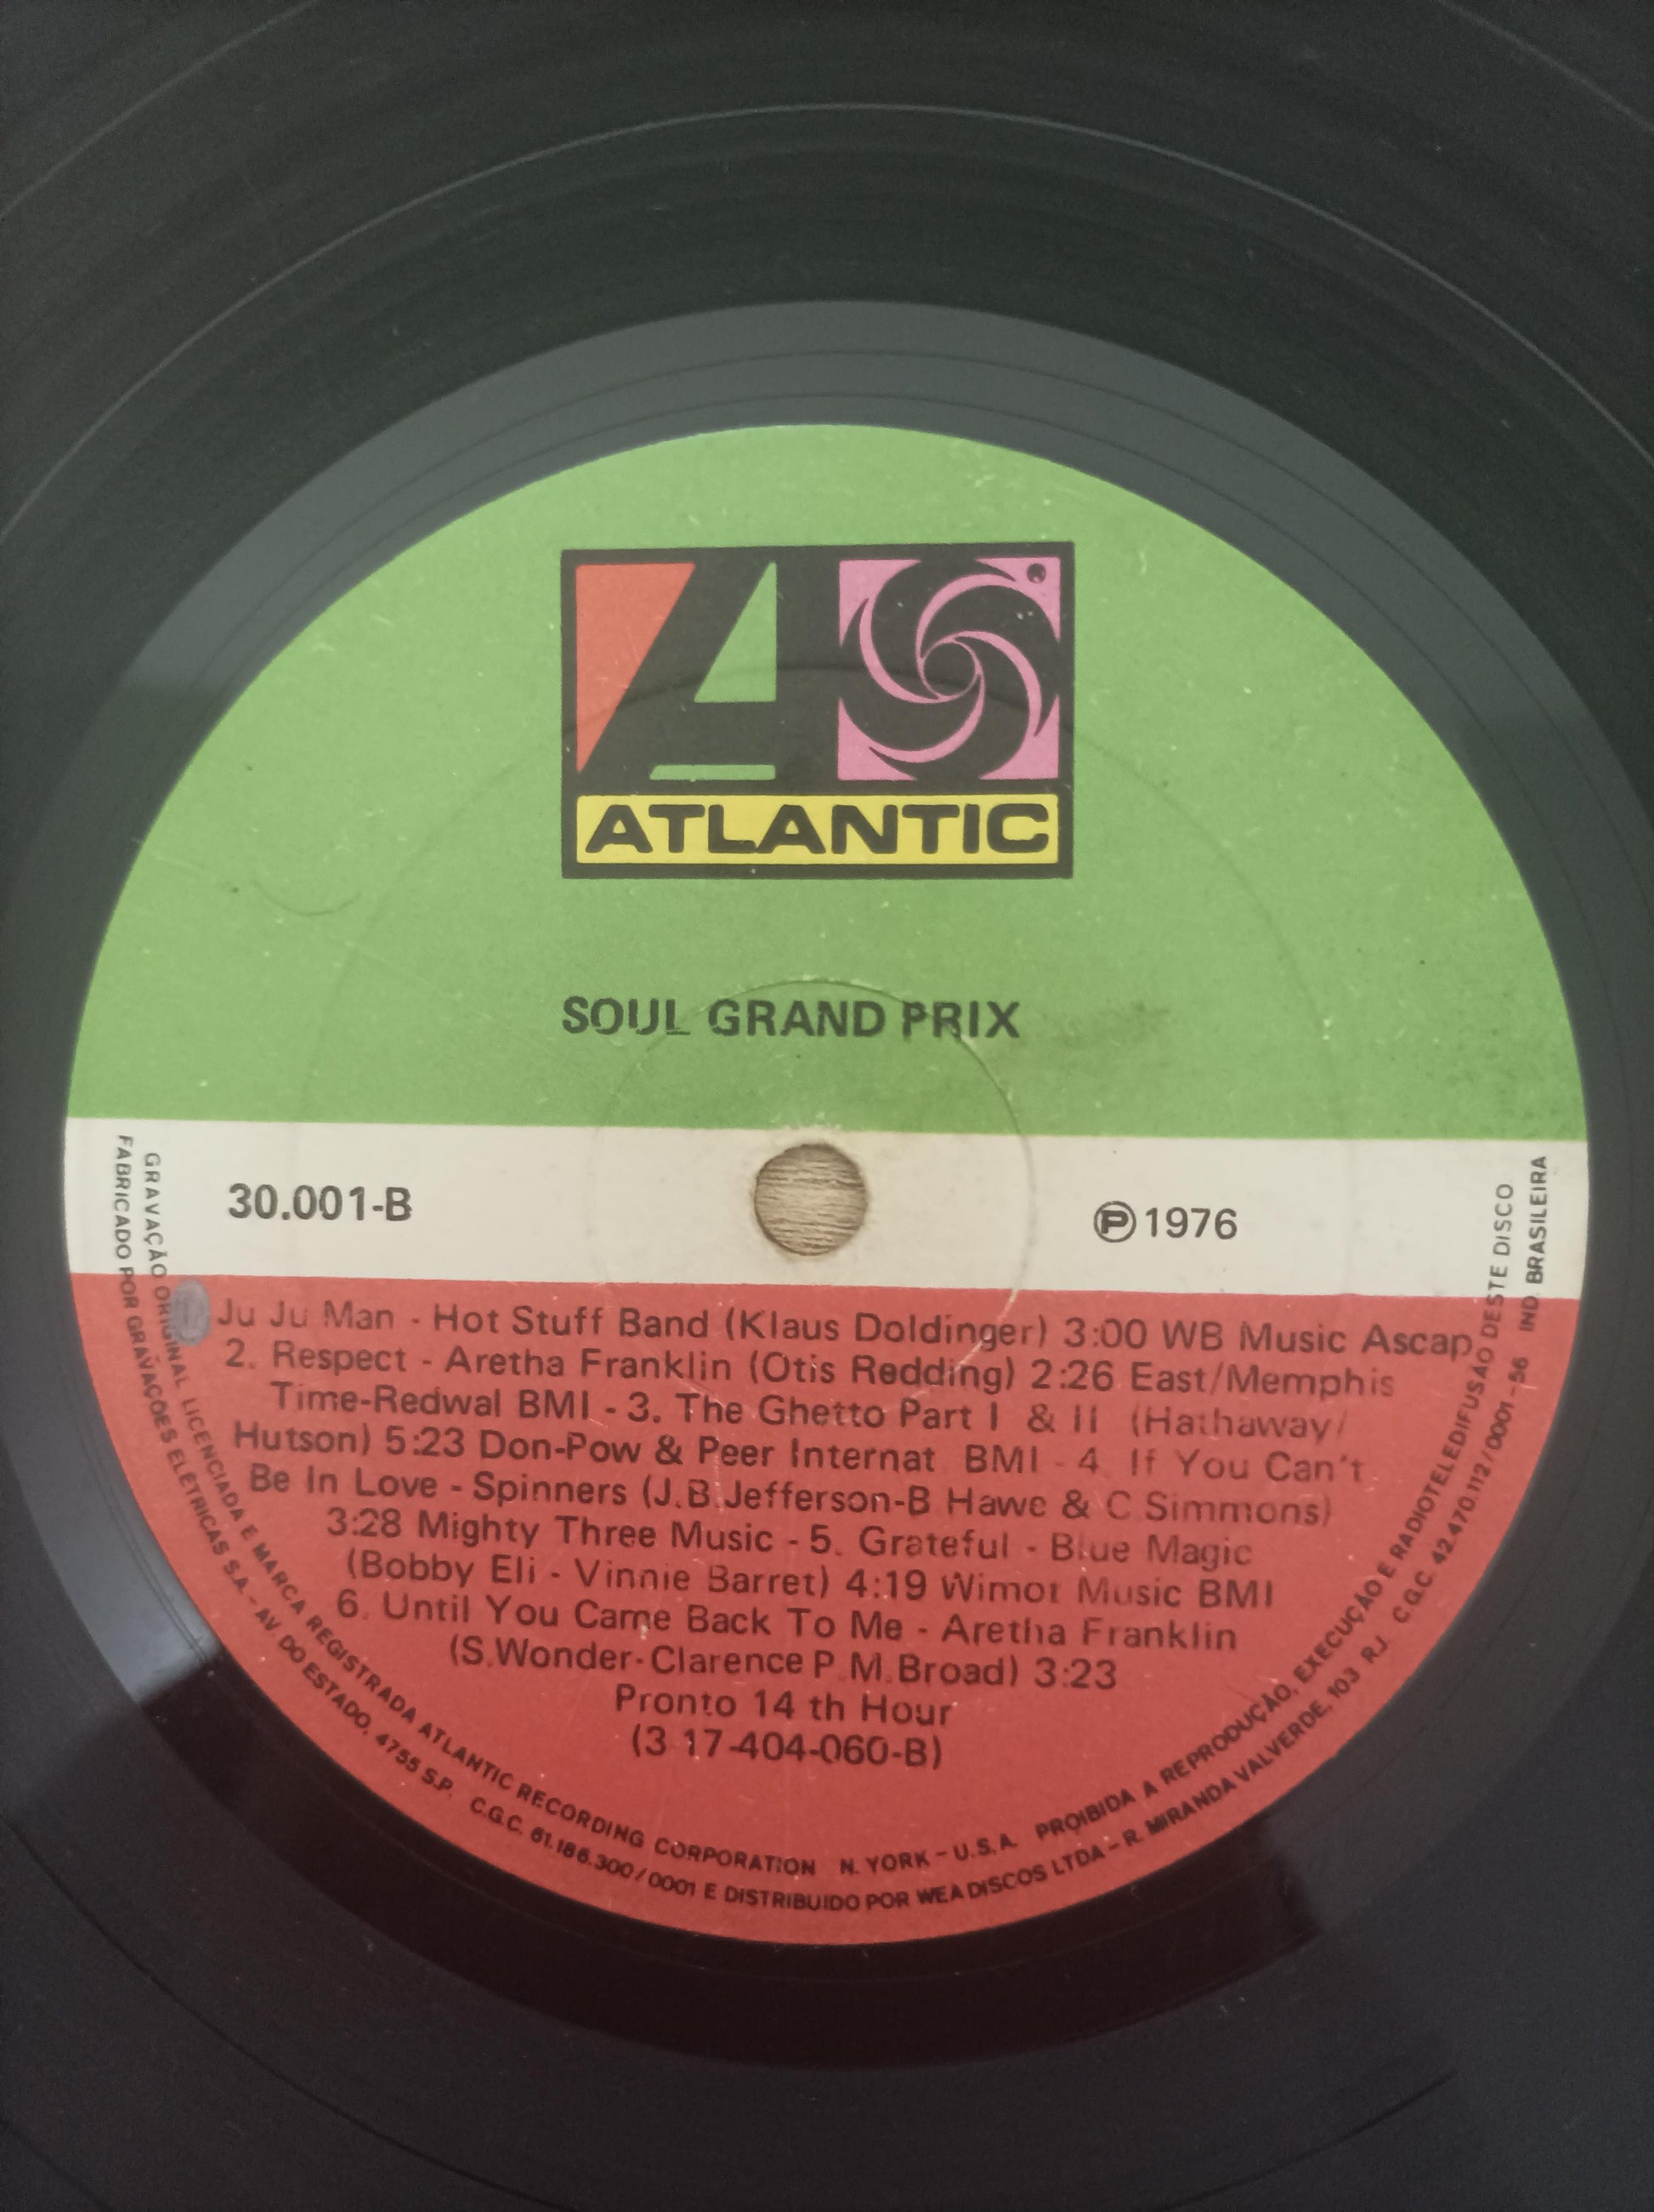 ATLANTIC
SOUL GRAND PRIX
30.001-B
Ⓟ1976
Ju Ju Man - Hot Stuff Band (Klaus Doldinger) 3:00 WB Music Ascap
2. Respect - Aretha Franklin (Otis Redding) 2:26 East/Memphis
Time-Redwal BMI - 3. The Ghetto Part I & II (Hathaway/
Hutson) 5:23 Don-Pow & Peer Internat BMI - 4 If You Can't
Be In Love - Spinners (J.B.Jefferson-B Hawe & C Simmons)
3:28 Mighty Three Music - 5. Grateful - Blue Magic
(Bobby Eli - Vinnie Barret) 4:19 Wimot Music BMI
6. Until You Came Back To Me - Aretha Franklin
(S.Wonder-Clarence P M.Broad) 3:23
Pronto 14 th Hour
(3 17-404-060-B)
GRAVAÇÃO ORIGINAL LICENCIADA E MARCA REGISTRADA ATLANTIC RECORDING CORPORATION N. YORK - U.S.A. PROIBIDA A REPRODUÇÃO, EXECUÇÃO E RADIOTELEDIFUSÃO DESTE DISCO
FABRICADO POR GRAVAÇÕES ELETRICAS S.A. - AV. DO ESTADO, 4755 S.P. C.G.C. 61.186.300/0001 E DISTRIBUIDO POR WEA DISCOS LTDA - R. MIRANDA VALVERDE, 103 RJ. C.G.C. 42.470.112/0001-56 IND. BRASILEIRA